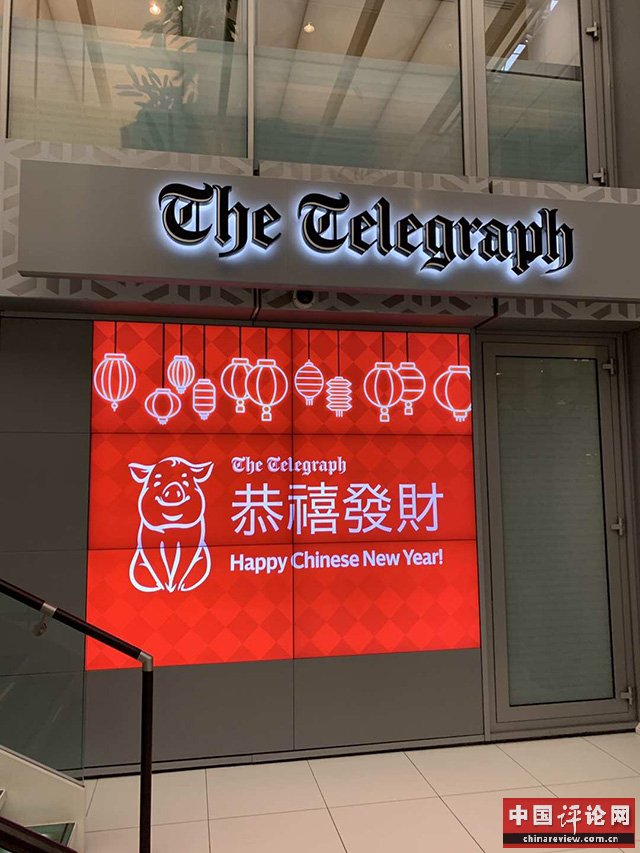 The Telegraph
The Telegraph
恭禧發財
Happy Chinese New Year!
中国评论网
chinareview.com.cn